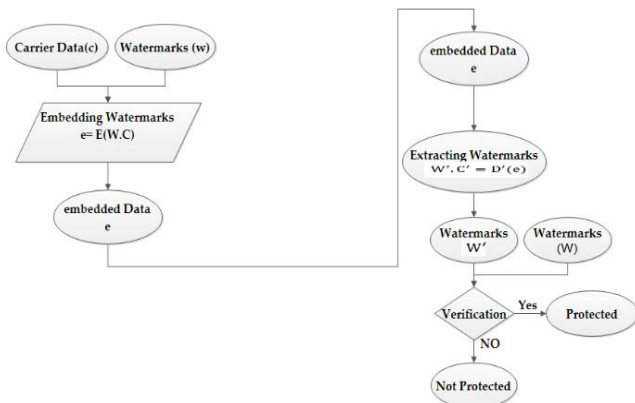 Carrier Data(c)
Watermarks (w)
Embedding Watermarks
e= E(W.C)
embedded Data
e
embedded Data
e
Extracting Watermarks
W'. C' = D'(e)
Watermarks
W'
Watermarks
(W)
Verification
Yes
Protected
NO
Not Protected